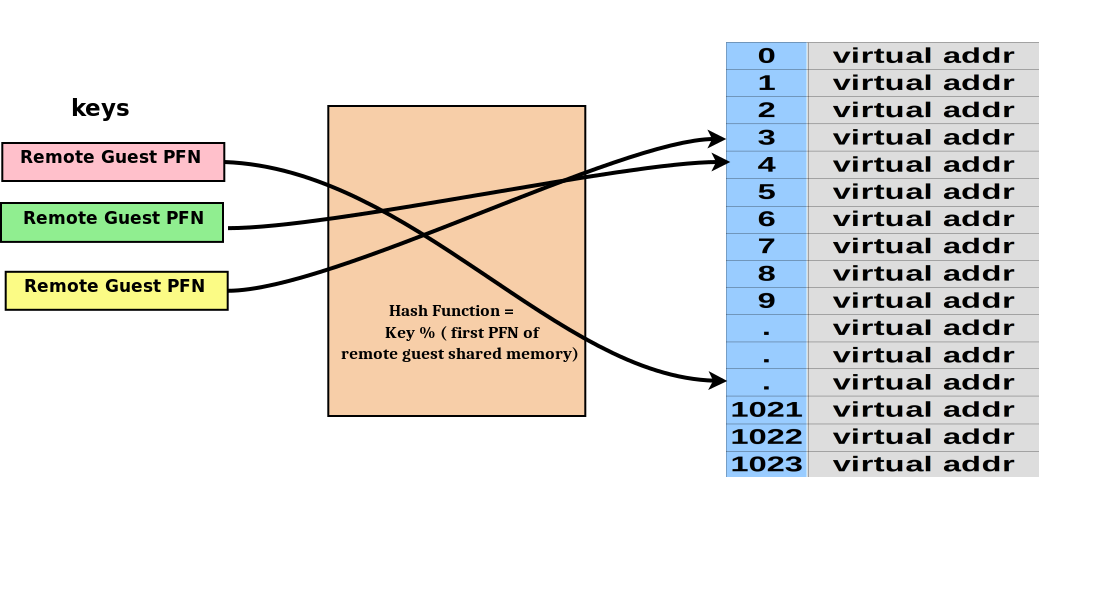 keys
Remote Guest PFN
Remote Guest PFN
Remote Guest PFN
Hash Function =
Key % ( first PFN of
remote guest shared memory)
0 virtual addr
1 virtual addr
2 virtual addr
3 virtual addr
4 virtual addr
5 virtual addr
6 virtual addr
7 virtual addr
8 virtual addr
9 virtual addr
. virtual addr
. virtual addr
. virtual addr
1021 virtual addr
1022 virtual addr
1023 virtual addr